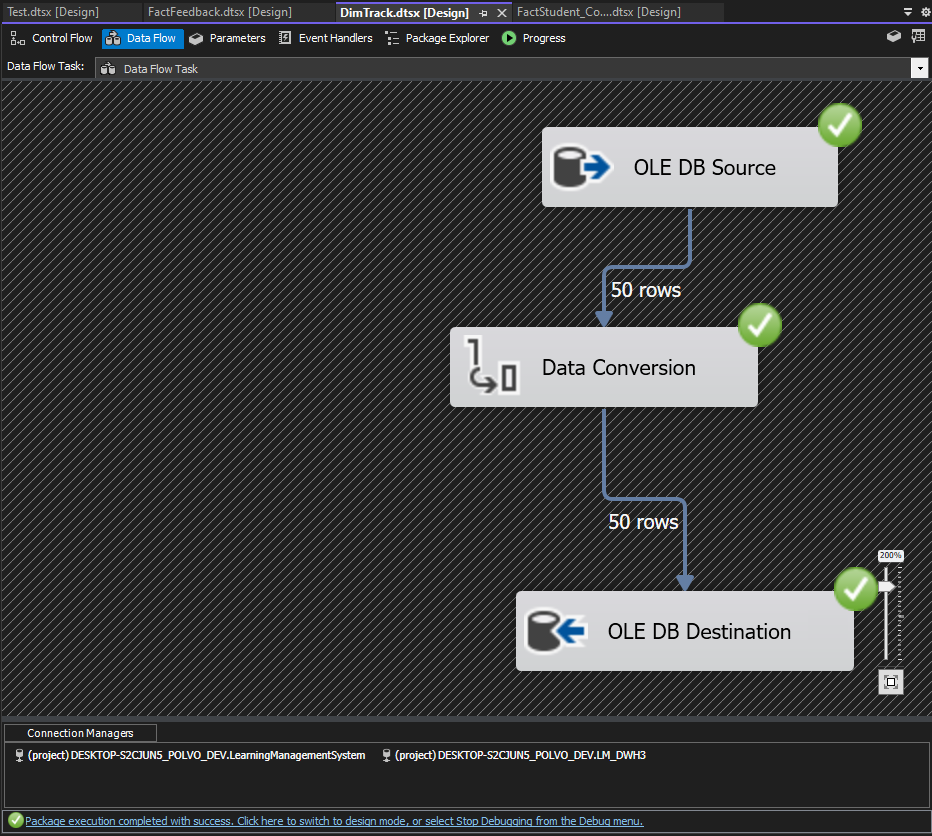 Test.dtsx [Design] FactFeedback.dtsx [Design] DimTrack.dtsx [Design] FactStudent_Co....dtsx [Design]
Control Flow Data Flow Parameters Event Handlers Package Explorer Progress
Data Flow Task: Data Flow Task
OLE DB Source
50 rows
Data Conversion
50 rows
200%
OLE DB Destination
Connection Managers
(project) DESKTOP-S2CJUN5_POLVO_DEV.LearningManagementSystem (project) DESKTOP-S2CJUN5_POLVO_DEV.LM_DWH3
Package execution completed with success. Click here to switch to design mode, or select Stop Debugging from the Debug menu.